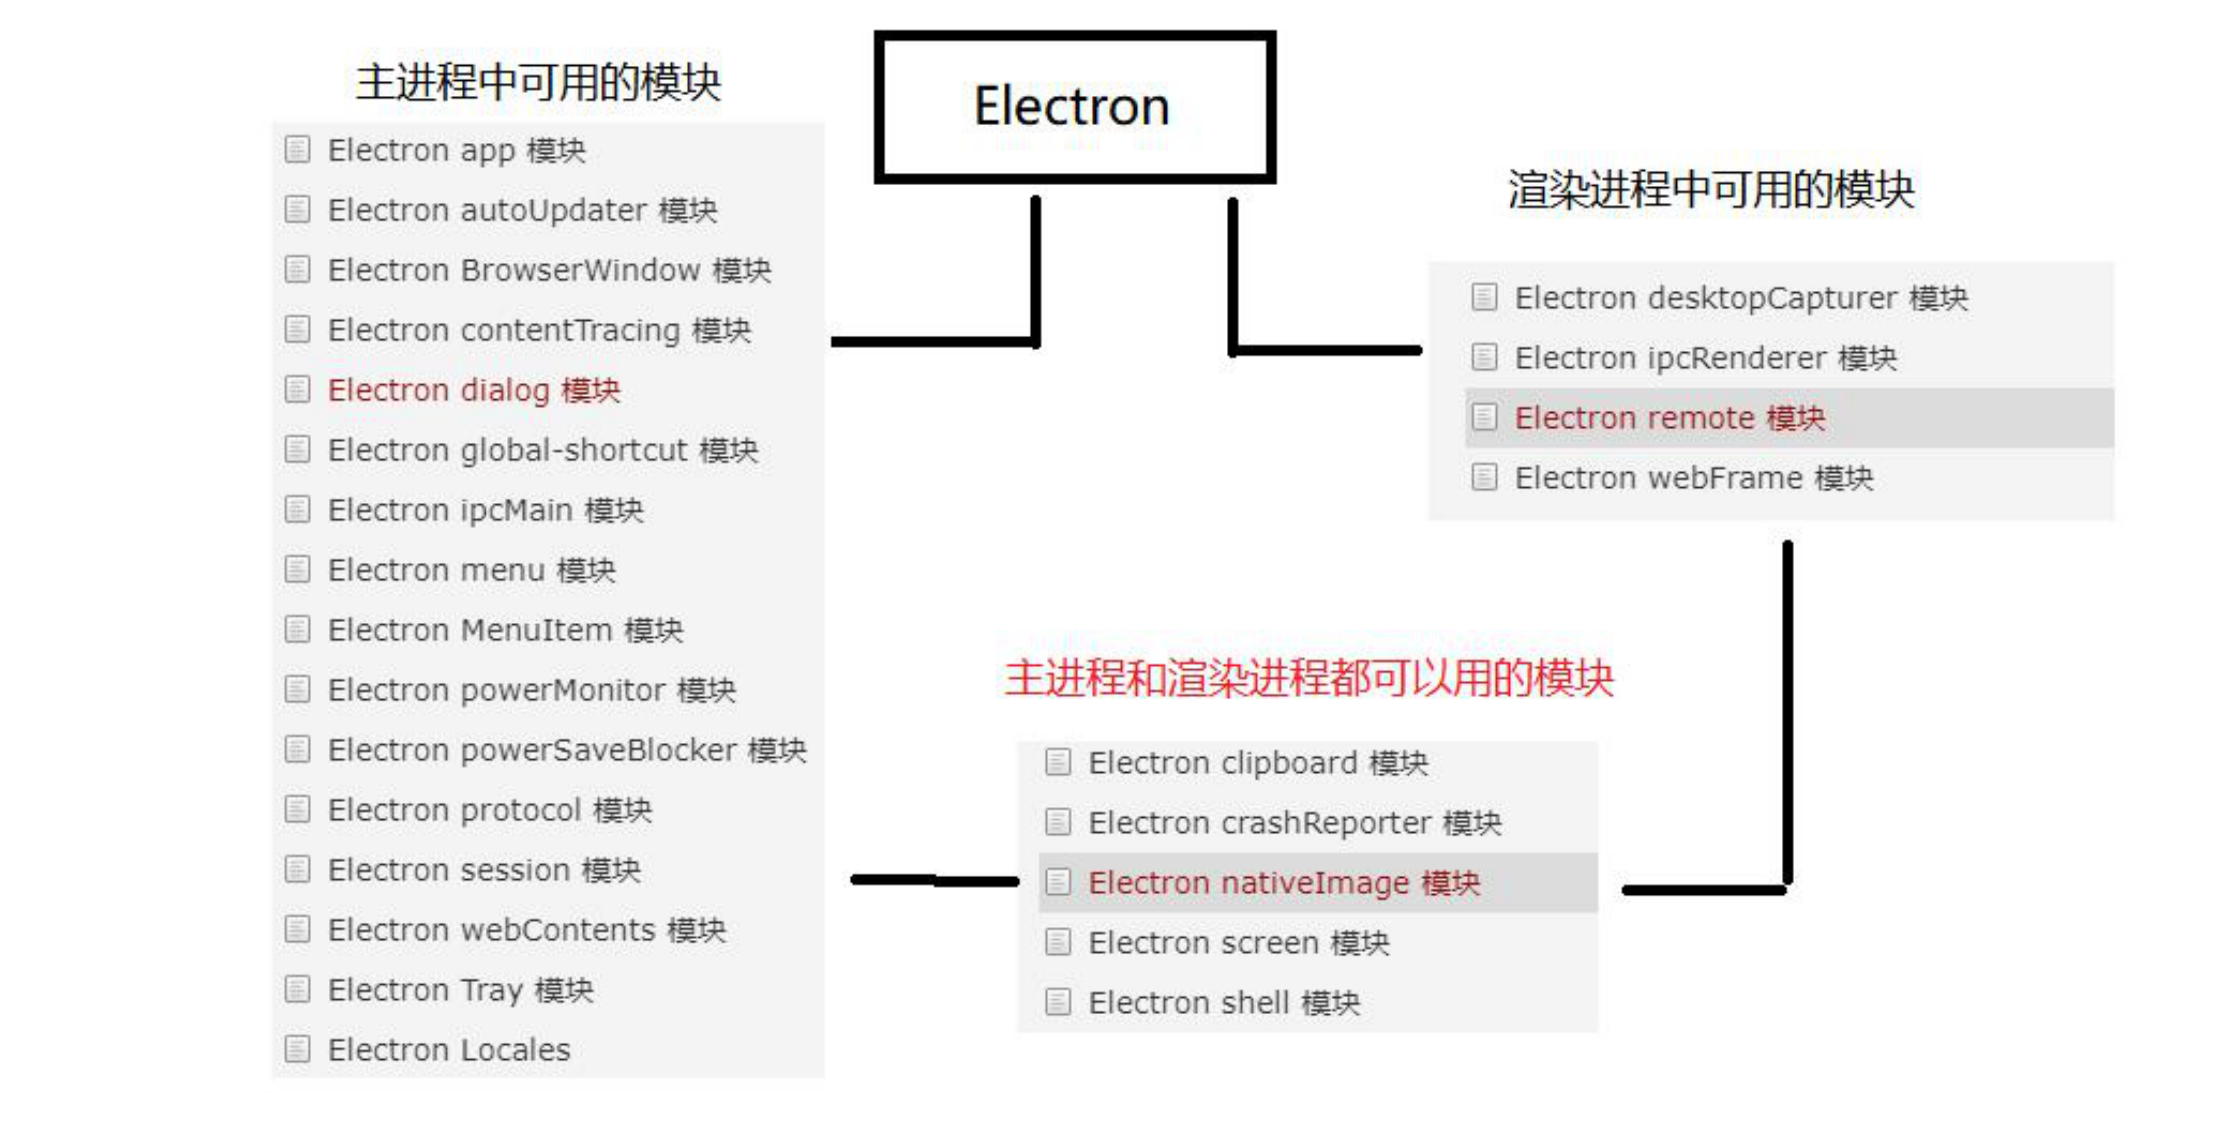 Electron
主进程中可用的模块
Electron app 模块
Electron autoUpdater 模块
Electron BrowserWindow 模块
Electron contentTracing 模块
Electron dialog 模块
Electron global-shortcut 模块
Electron ipcMain 模块
Electron menu 模块
Electron MenuItem 模块
Electron powerMonitor 模块
Electron powerSaveBlocker 模块
Electron protocol 模块
Electron session 模块
Electron webContents 模块
Electron Tray 模块
Electron Locales
渲染进程中可用的模块
Electron desktopCapturer 模块
Electron ipcRenderer 模块
Electron remote 模块
Electron webFrame 模块
主进程和渲染进程都可以用的模块
Electron clipboard 模块
Electron crashReporter 模块
Electron nativeImage 模块
Electron screen 模块
Electron shell 模块